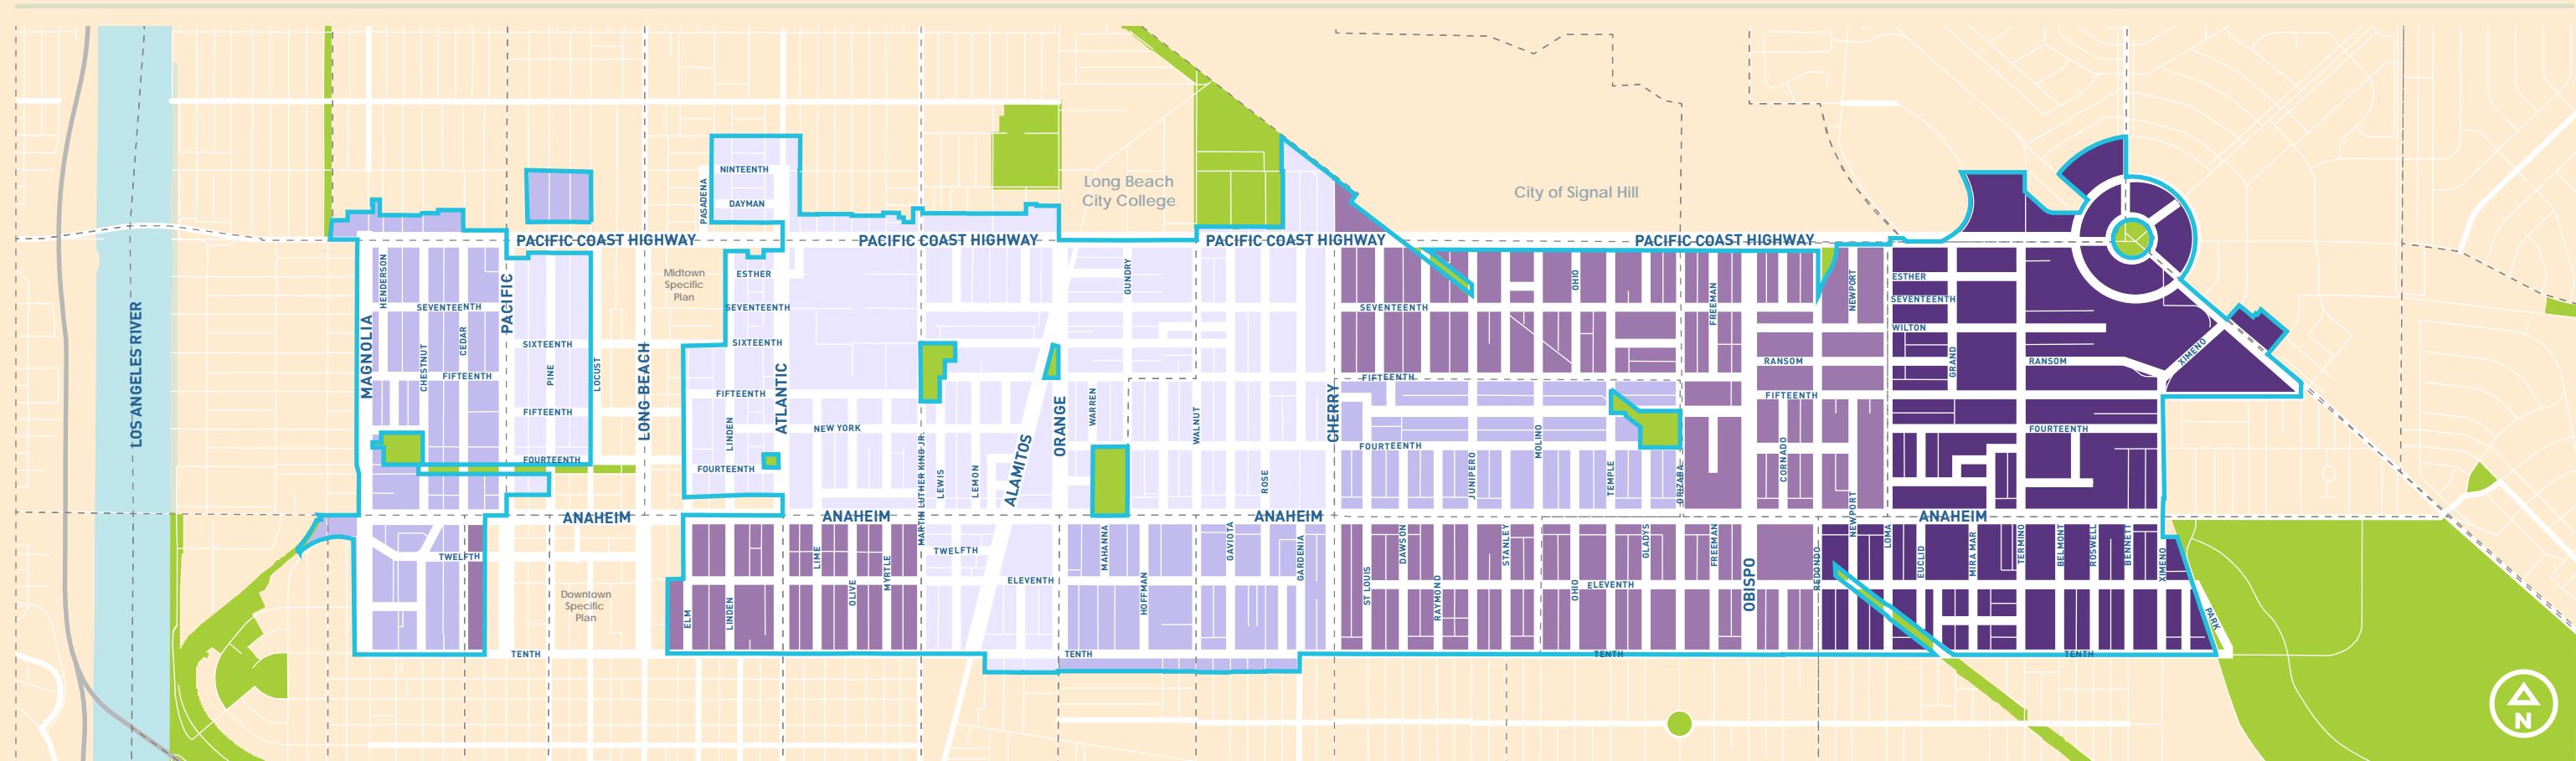 NINTEENTH
PASADENA
DAYMAN
Long Beach
City College
City of Signal Hill
PACIFIC COAST HIGHWAY
PACIFIC COAST HIGHWAY
PACIFIC COAST HIGHWAY
PACIFIC COAST HIGHWAY
LOS ANGELES RIVER
MAGNOLIA
HENDERSON
SEVENTEENTH
CHESTNUT
CEDAR
FIFTEENTH
PACIFIC
SIXTEENTH
PINE
LOCUST
FIFTEENTH
FOURTEENTH
LONG BEACH
Midtown
Specific
Plan
ESTHER
SEVENTEENTH
SIXTEENTH
FIFTEENTH
LINDEN
FOURTEENTH
ATLANTIC
NEW YORK
MARTIN LUTHER KING JR.
LEWIS
LEMON
ALAMITOS
ORANGE
WARREN
GUNDRY
WALNUT
ROSE
CHERRY
SEVENTEENTH
FIFTEENTH
FOURTEENTH
JUNIPERO
MOLINO
OHIO
TEMPLE
ORIZABA
FREEMAN
RANSOM
FIFTEENTH
CORNADO
NEWPORT
NEWPORT
ESTHER
SEVENTEENTH
WILTON
GRAND
RANSOM
XIMENO
FOURTEENTH
ANAHEIM
ANAHEIM
ANAHEIM
ANAHEIM
TWELFTH
Downtown
Specific
Plan
TENTH
ELM
LINDEN
LIME
OLIVE
MYRTLE
TWELFTH
ELEVENTH
TENTH
MAHANNA
HOFFMAN
GAVIOTA
GARDENIA
ST LOUIS
DAWSON
RAYMOND
STANLEY
OHIO
ELEVENTH
GLADYS
TENTH
FREEMAN
OBISPO
REDONDO
LOMA
EUCLID
MIRA MAR
TERMINO
BELMONT
ROSWELL
BENNETT
XIMENO
PARK
TENTH
N